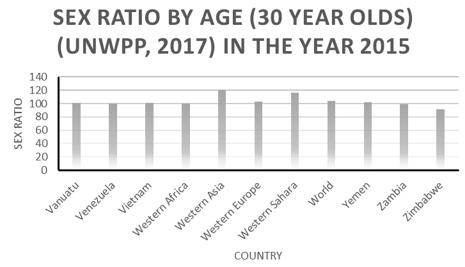 SEX RATIO BY AGE (30 YEAR OLDS)
(UNWPP, 2017) IN THE YEAR 2015
SEX RATIO
140
120
100
80
60
40
20
0
Vanuatu
Venezuela
Vietnam
Western Africa
Western Asia
Western Europe
Western Sahara
World
Yemen
Zambia
Zimbabwe
COUNTRY